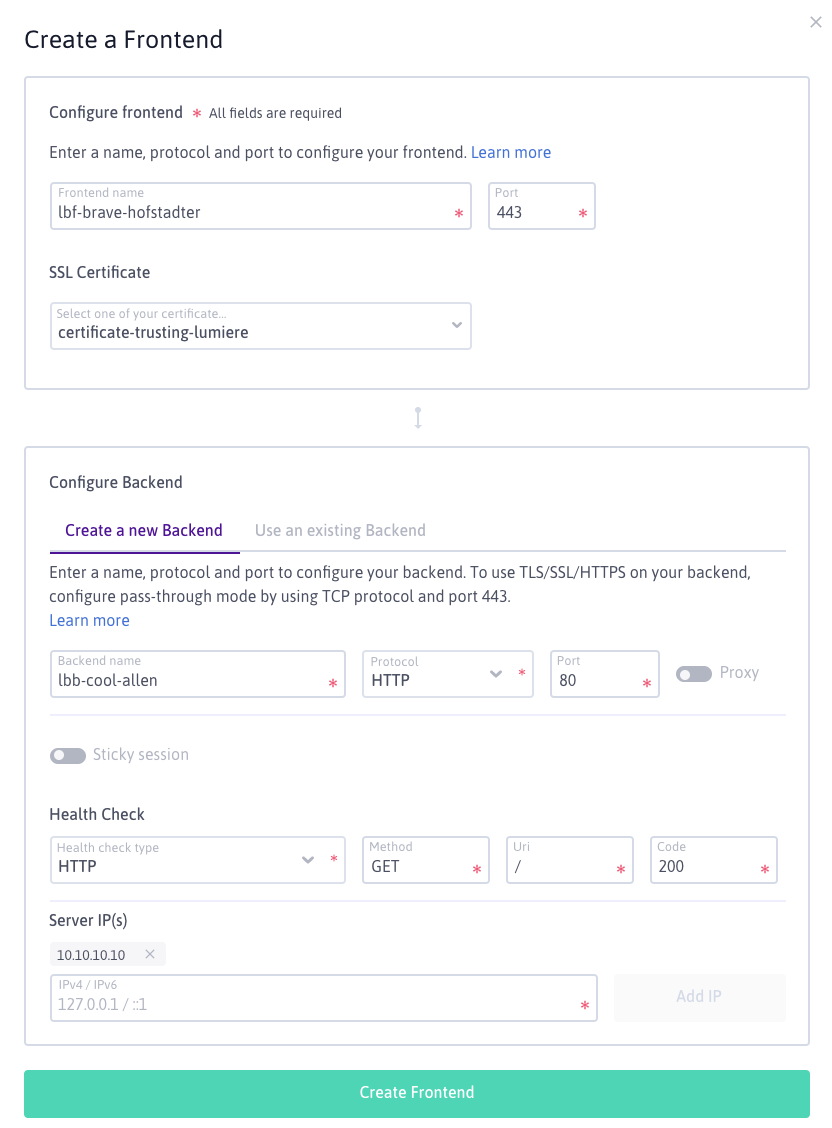 Create a Frontend
Configure frontend * All fields are required
Enter a name, protocol and port to configure your frontend. Learn more
Frontend name
lbf-brave-hofstadter *
Port
443 *
SSL Certificate
Select one of your certificate...
certificate-trusting-lumiere
Configure Backend
Create a new Backend
Use an existing Backend
Enter a name, protocol and port to configure your backend. To use TLS/SSL/HTTPS on your backend,
configure pass-through mode by using TCP protocol and port 443.
Learn more
Backend name
lbb-cool-allen *
Protocol
HTTP *
Port
80 *
Proxy
Sticky session
Health Check
Health check type
HTTP *
Method
GET *
Uri
/ *
Code
200 *
Server IP(s)
10.10.10.10
IPv4 / IPv6
127.0.0.1 / ::1 *
Add IP
Create Frontend